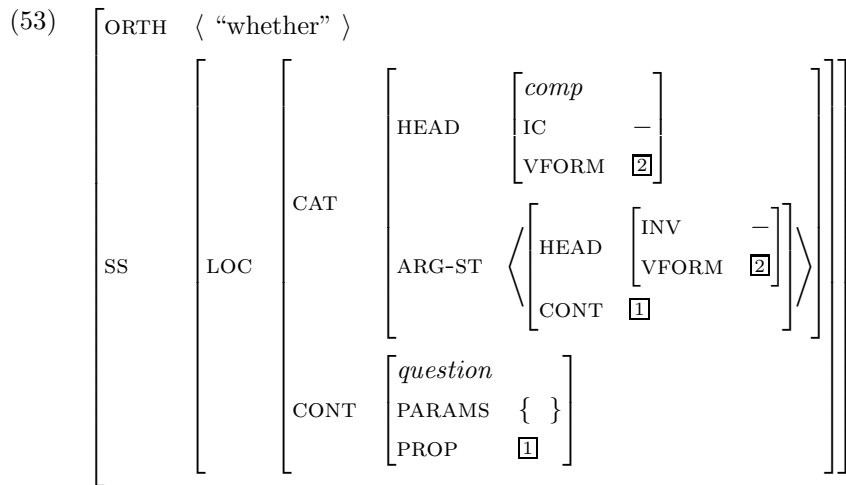 (53)
ORTH ⟨ “whether” ⟩
comp
HEAD IC –
VFORM 2
CAT
INV –
HEAD
VFORM 2
SS LOC ARG-ST
CONT 1
question
CONT PARAMS { }
PROP 1